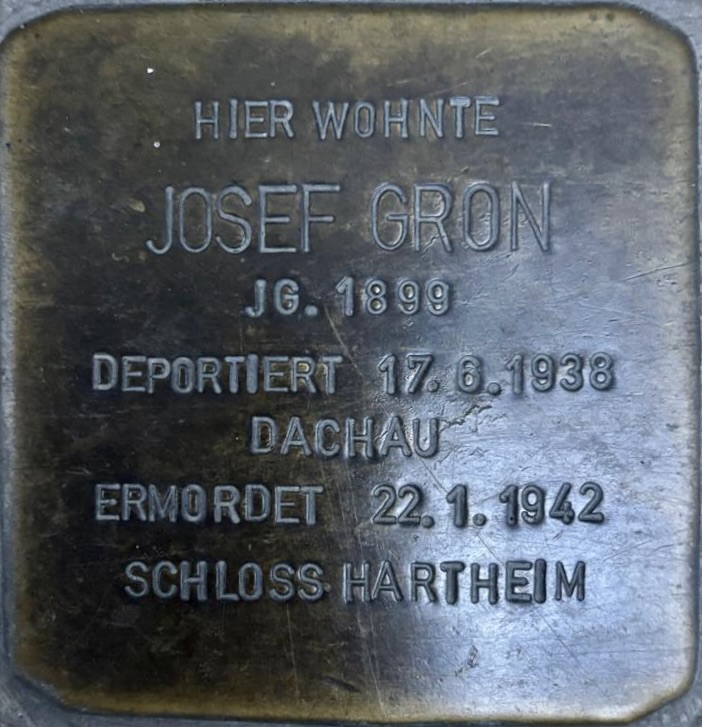 HIER WOHNTE
JOSEF GRON
JG. 1899
DEPORTIERT 17.6.1938
DACHAU
ERMORDET 22.1.1942
SCHLOSS HARTHEIM